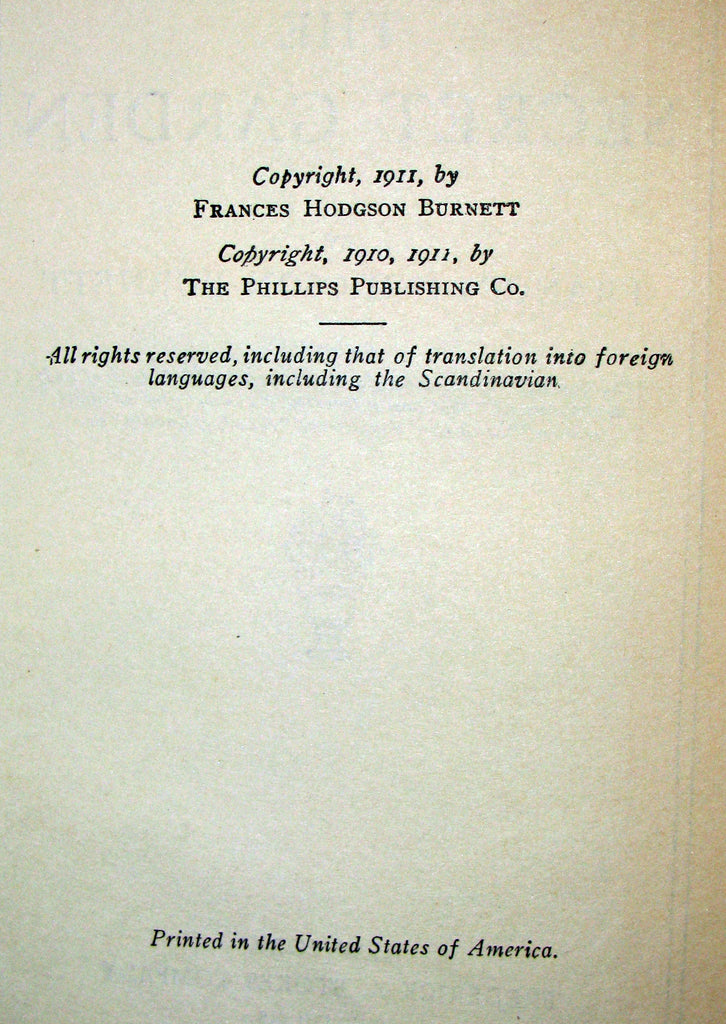 Copyright, 1911, by
FRANCES HODGSON BURNETT
Copyright, 1910, 1911, by
THE PHILLIPS PUBLISHING CO.
All rights reserved, including that of translation into foreign
languages, including the Scandinavian.
Printed in the United States of America.